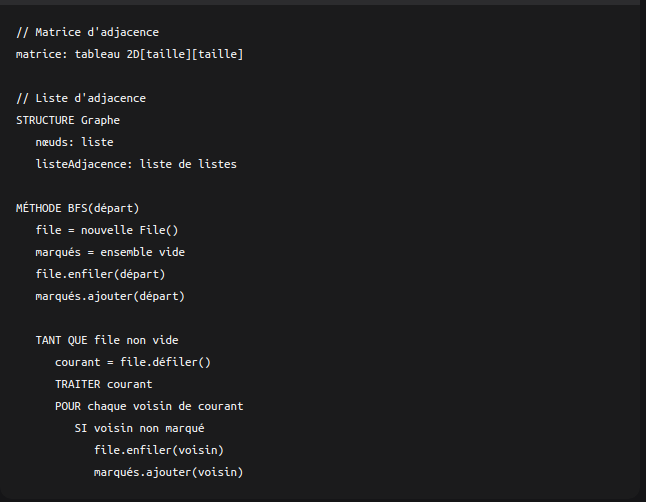 // Matrice d'adjacence
matrice: tableau 2D[taille][taille]
// Liste d'adjacence
STRUCTURE Graphe
nœuds: liste
listeAdjacence: liste de listes
MÉTHODE BFS(départ)
file = nouvelle File()
marqués = ensemble vide
file.enfiler(départ)
marqués.ajouter(départ)
TANT QUE file non vide
courant = file.défiler()
TRAITER courant
POUR chaque voisin de courant
SI voisin non marqué
file.enfiler(voisin)
marqués.ajouter(voisin)